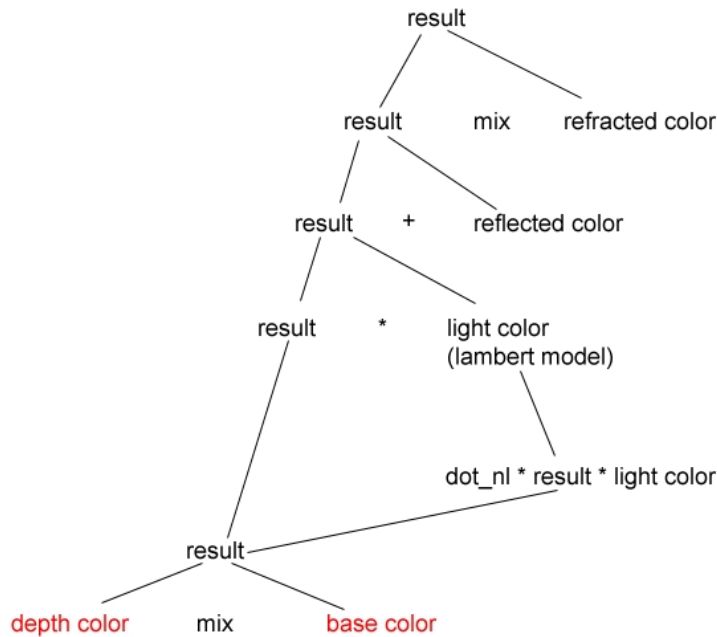 result
result mix refracted color
result + reflected color
result * light color
(lambert model)
dot_nl * result * light color
result
depth color mix base color